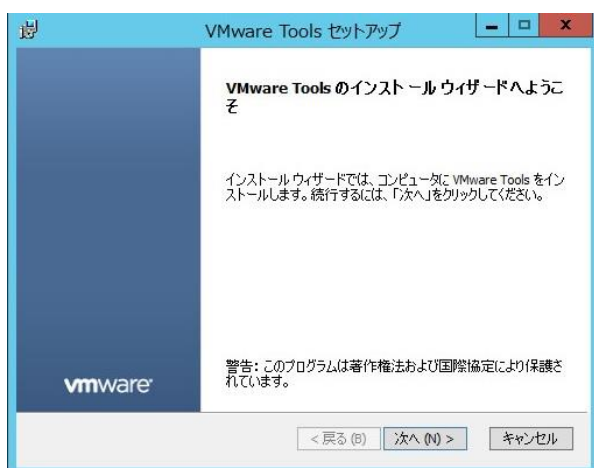 VMware Tools セットアップ
VMware Tools のインストール ウィザードへようこ
そ
インストール ウィザードでは、コンピュータに VMware Tools をイン
ストールします。続行するには、「次へ」をクリックしてください。
警告: このプログラムは著作権法および国際協定により保護さ
れています。
vmware
< 戻る (B) 次へ (N) > キャンセル